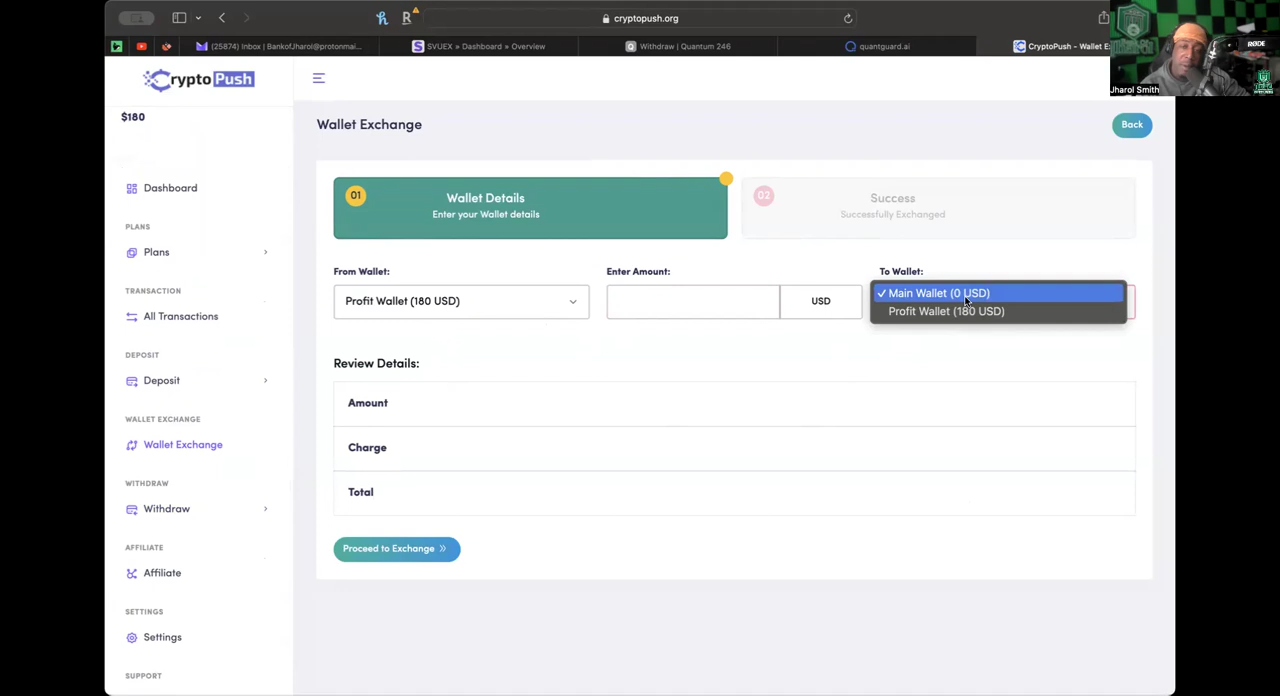 cryptopush.org
(25874) Inbox | BankofJharol@protonmai...
SVUEX » Dashboard » Overview
Withdraw | Quantum 246
quantguard.ai
CryptoPush - Wallet E
RØDE
Jharol Smith
CryptoPush
$180
Wallet Exchange
Back
01
Wallet Details
Enter your Wallet details
02
Success
Successfully Exchanged
Dashboard
PLANS
Plans
TRANSACTION
All Transactions
DEPOSIT
Deposit
WALLET EXCHANGE
Wallet Exchange
WITHDRAW
Withdraw
AFFILIATE
Affiliate
SETTINGS
Settings
SUPPORT
From Wallet:
Enter Amount:
To Wallet:
Profit Wallet (180 USD)
USD
✓ Main Wallet (0 USD)
Profit Wallet (180 USD)
Review Details:
Amount
Charge
Total
Proceed to Exchange »